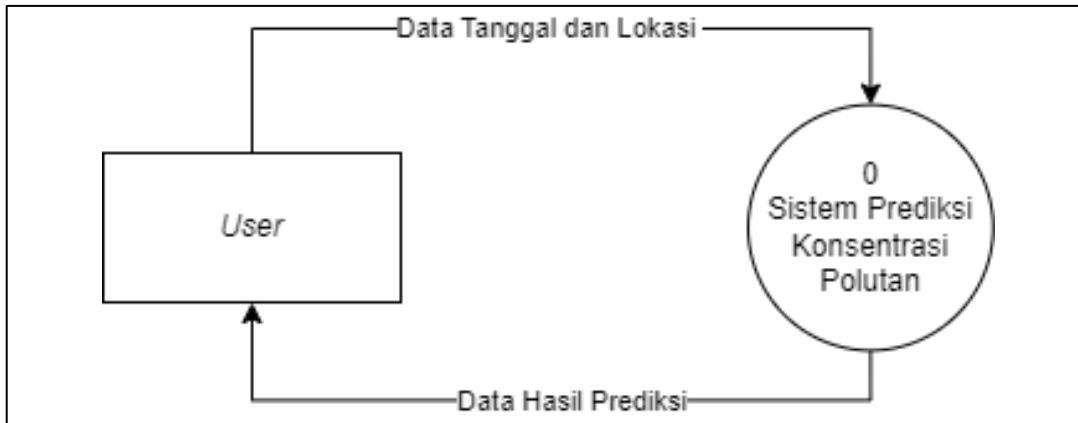 Data Tanggal dan Lokasi
User
0
Sistem Prediksi
Konsentrasi
Polutan
Data Hasil Prediksi